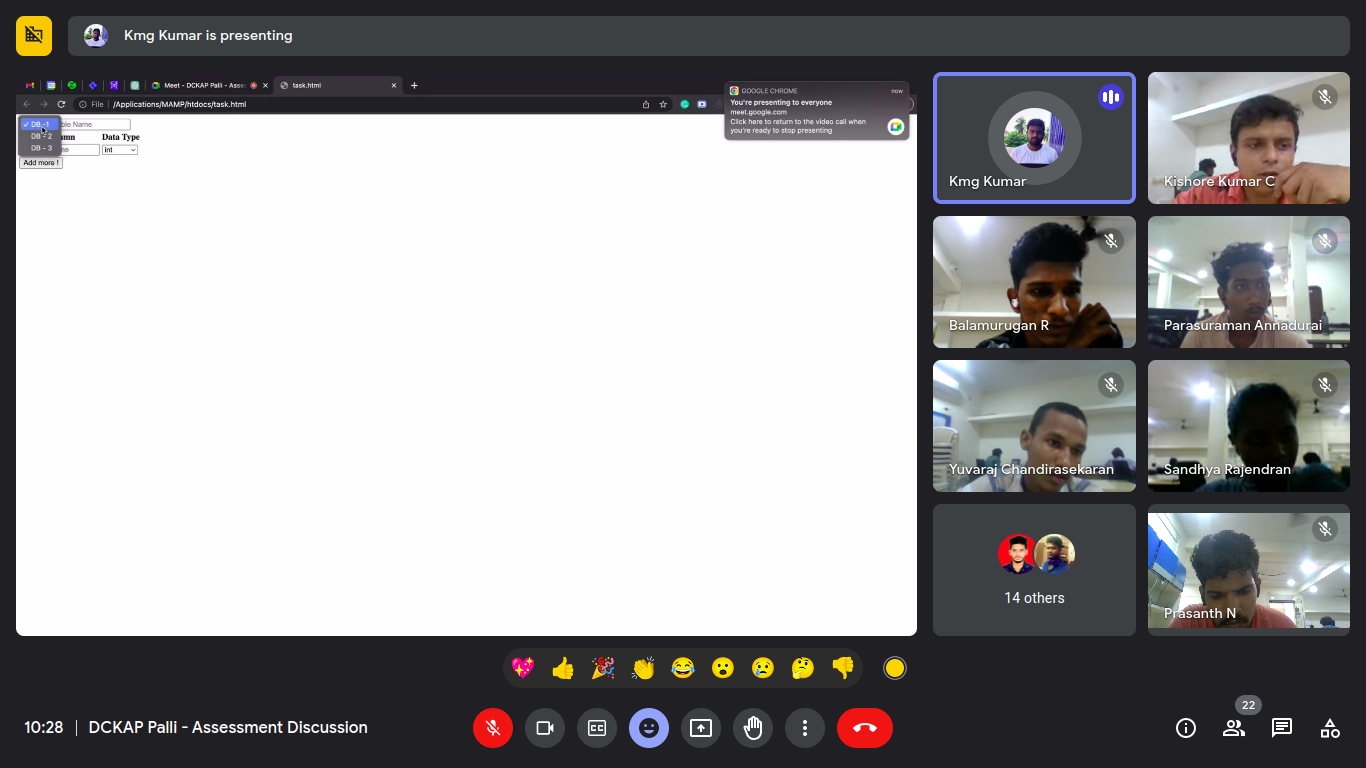 Kmg Kumar is presenting
Meet - DCKAP Palli - Asse
task.html
File /Applications/MAMP/htdocs/task.html
GOOGLE CHROME now
You're presenting to everyone
meet.google.com
Click here to return to the video call when
you're ready to stop presenting
✓ DB -1
DB - 2
DB - 3
Name
Data Type
int
Add more !
Kmg Kumar
Kishore Kumar C
Balamurugan R
Parasuraman Annadurai
Yuvaraj Chandirasekaran
Sandhya Rajendran
14 others
Prasanth N
10:28 | DCKAP Palli - Assessment Discussion
CC
22